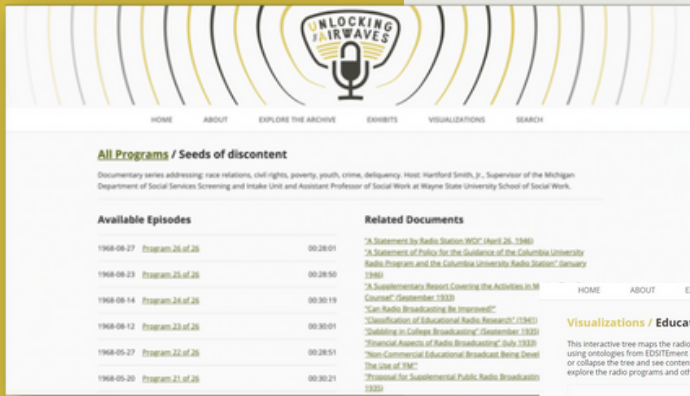 UNLOCKING
THE AIRWAVES
HOME ABOUT EXPLORE THE ARCHIVE EXHIBITS VISUALIZATIONS SEARCH
All Programs / Seeds of discontent
Documentary series addressing: race relations, civil rights, poverty, youth, crime, deliquency. Host: Hartford Smith, Jr., Supervisor of the Michigan
Department of Social Services Screening and Intake Unit and Assistant Professor of Social Work at Wayne State University School of Social Work.
Available Episodes
1968-08-27 Program 26 of 26 00:28:01
1968-08-23 Program 25 of 26 00:28:50
1968-08-14 Program 24 of 26 00:30:19
1968-08-12 Program 23 of 26 00:30:01
1968-05-27 Program 22 of 26 00:28:51
1968-05-20 Program 21 of 26 00:30:21
Related Documents
"A Statement by Radio Station WOI" (April 26, 1946)
"A Statement of Policy for the Guidance of the Columbia University
Radio Program and the Columbia University Radio Station" (January
1946)
"A Supplementary Report Covering the Activities in M
Counsel" (September 1933)
"Can Radio Broadcasting Be Improved?"
"Classification of Educational Radio Research" (1941)
"Dabbling in College Broadcasting" (September 1935)
"Financial Aspects of Radio Broadcasting" (July 1933)
"Non-Commercial Educational Broadcast Being Devel
The Use of 'FM'"
"Proposal for Supplemental Public Radio Broadcastin
1935)
HOME ABOUT E
Visualizations / Educa
This interactive tree maps the radio
using ontologies from EDSITEment
or collapse the tree and see conten
explore the radio programs and oth